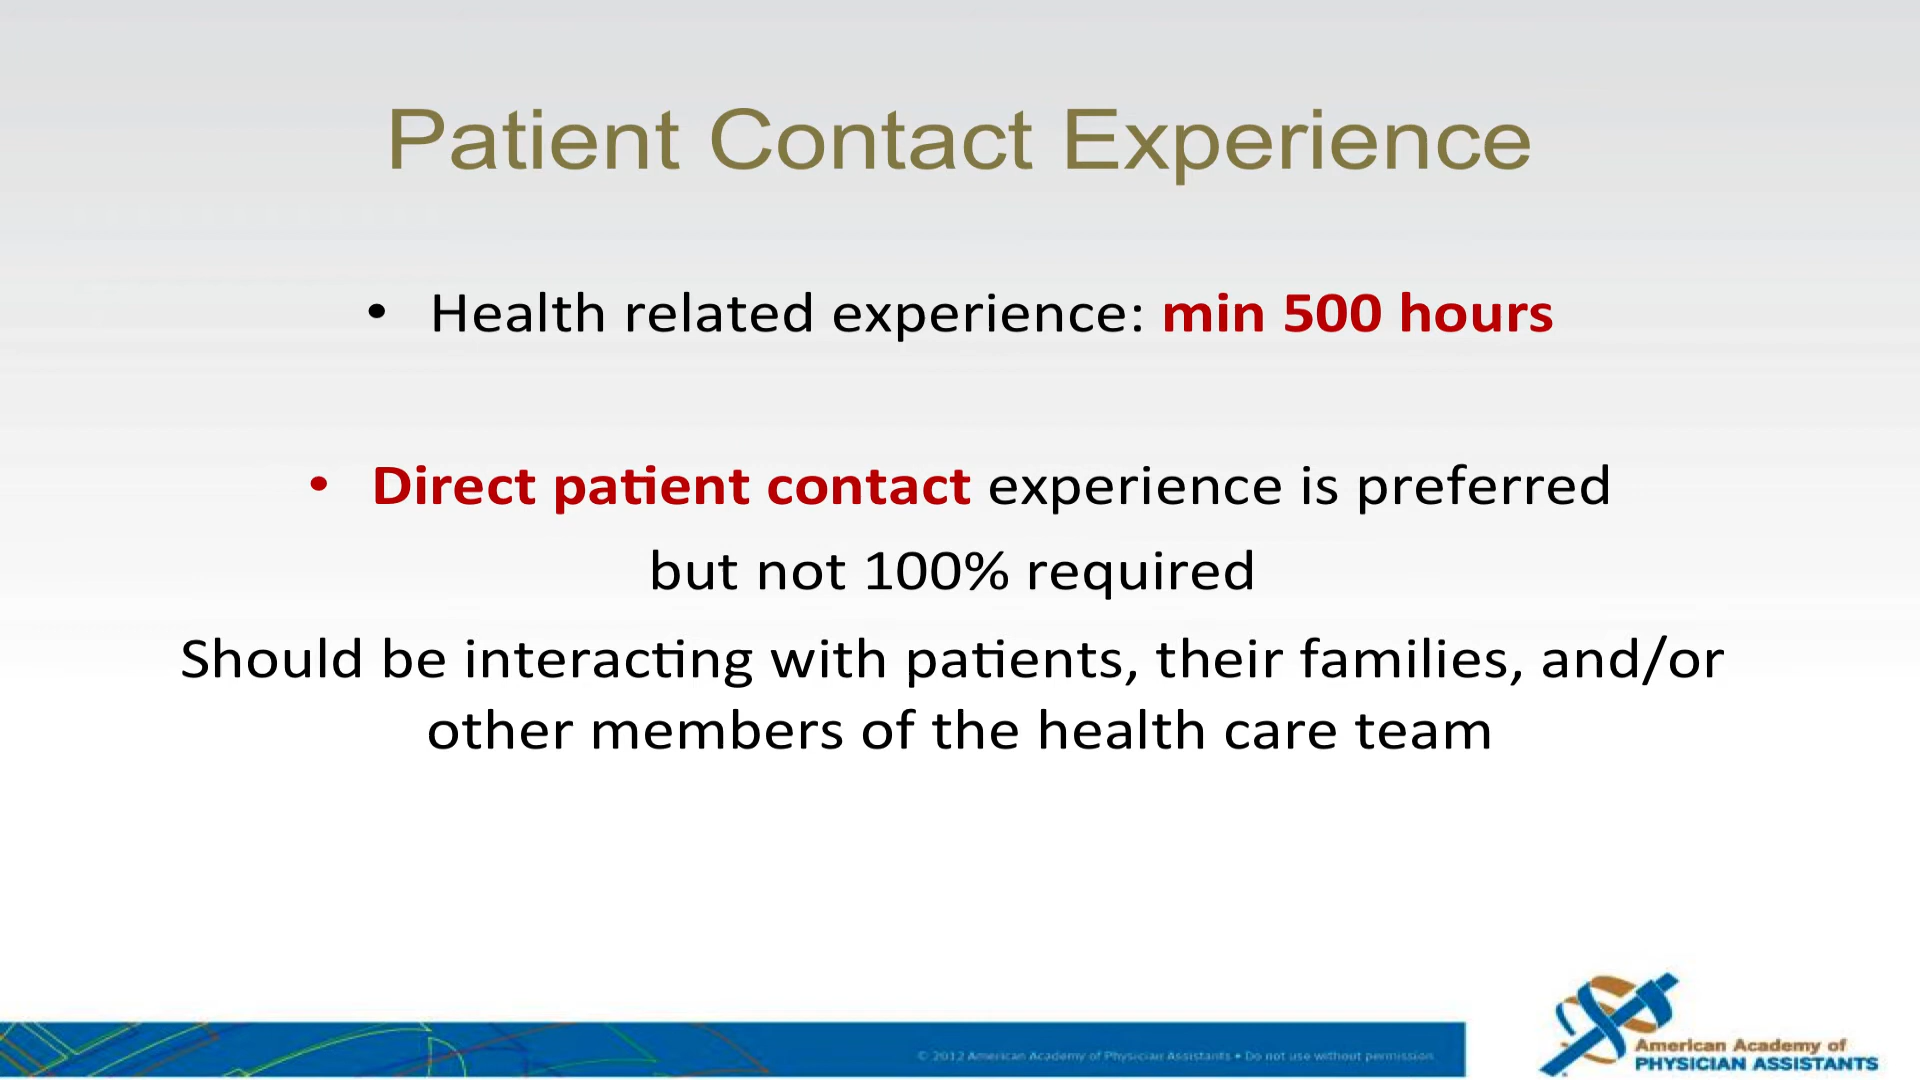 Patient Contact Experience
• Health related experience: min 500 hours
• Direct patient contact experience is preferred
but not 100% required
Should be interacting with patients, their families, and/or
other members of the health care team
© 2012 American Academy of Physician Assistants • Do not use without permission.
American Academy of
PHYSICIAN ASSISTANTS